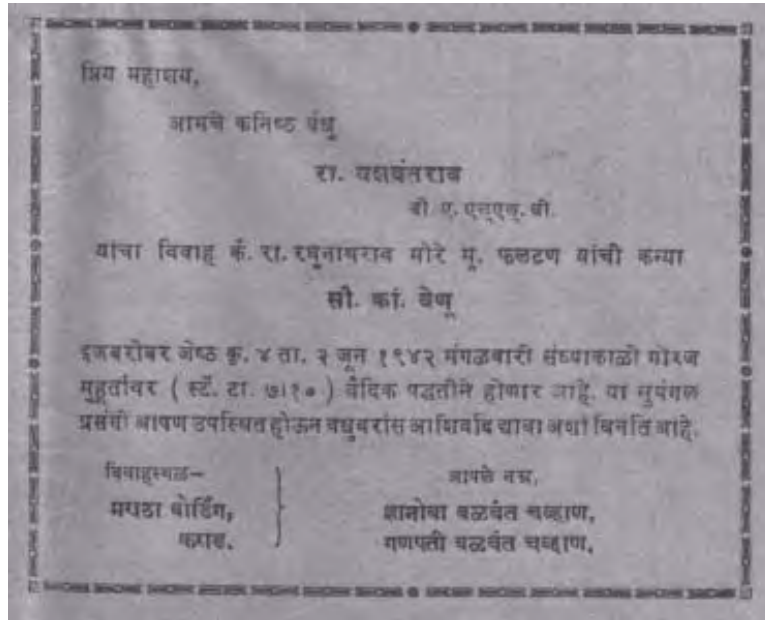 प्रिय महाशय,
आमचे कनिष्ठ बंधु
रा. यशवंतराव
बी. ए. एल्एल्. बी.
यांचा विवाह कै. रा. रघुनाथराव मोरे मू. फलटण यांची कन्या
सौ. कां. वेणू
इजबरोबर जेष्ठ कृ. ४ ता. २ जून १९४२ मंगळवारी संध्याकाळी गोरज
मुहूर्तावर ( स्टँ. टा. ७।१० ) वैदिक पद्धतीने होणार आहे. या सुमंगल
प्रसंगी आपण उपस्थित होऊन वधुवरांस आशिर्वाद द्यावा अशी विनंति आहे.
विवाहस्थळ–
मराठा बोर्डिंग,
कराड.
आपले नम्र,
ज्ञानोबा बळवंत चव्हाण,
गणपती बळवंत चव्हाण,